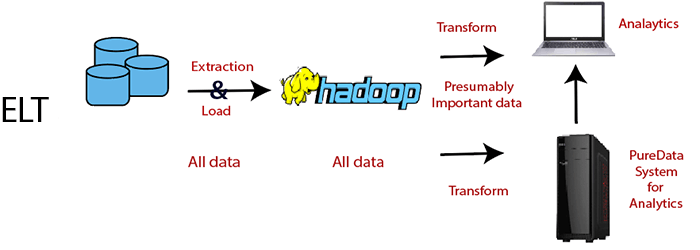 ELT
Extraction
&
Load
All data
hadoop
All data
Transform
Presumably
Important data
Transform
Analaytics
PureData
System
for
Analytics